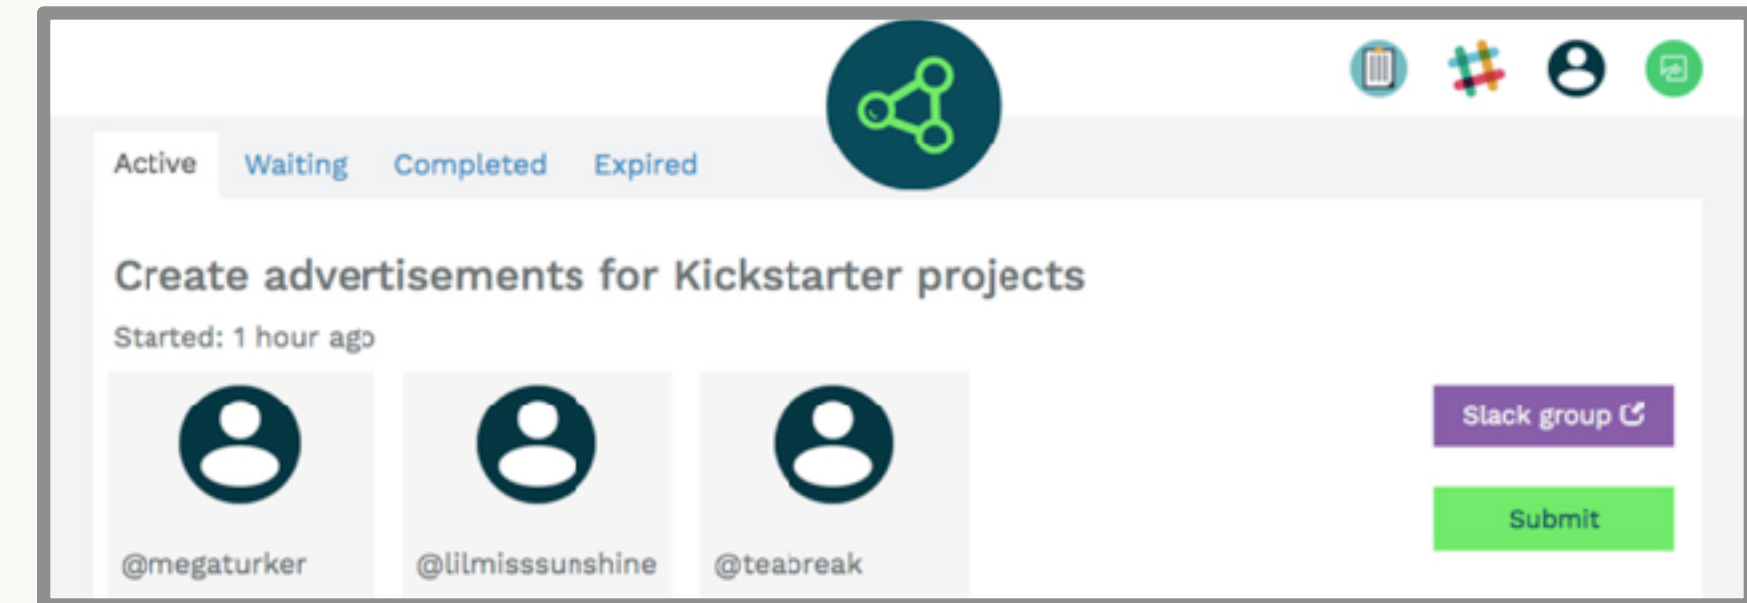 Active Waiting Completed Expired
Create advertisements for Kickstarter projects
Started: 1 hour ago
Slack group
Submit
@megaturker @lilmisssunshine @teabreak